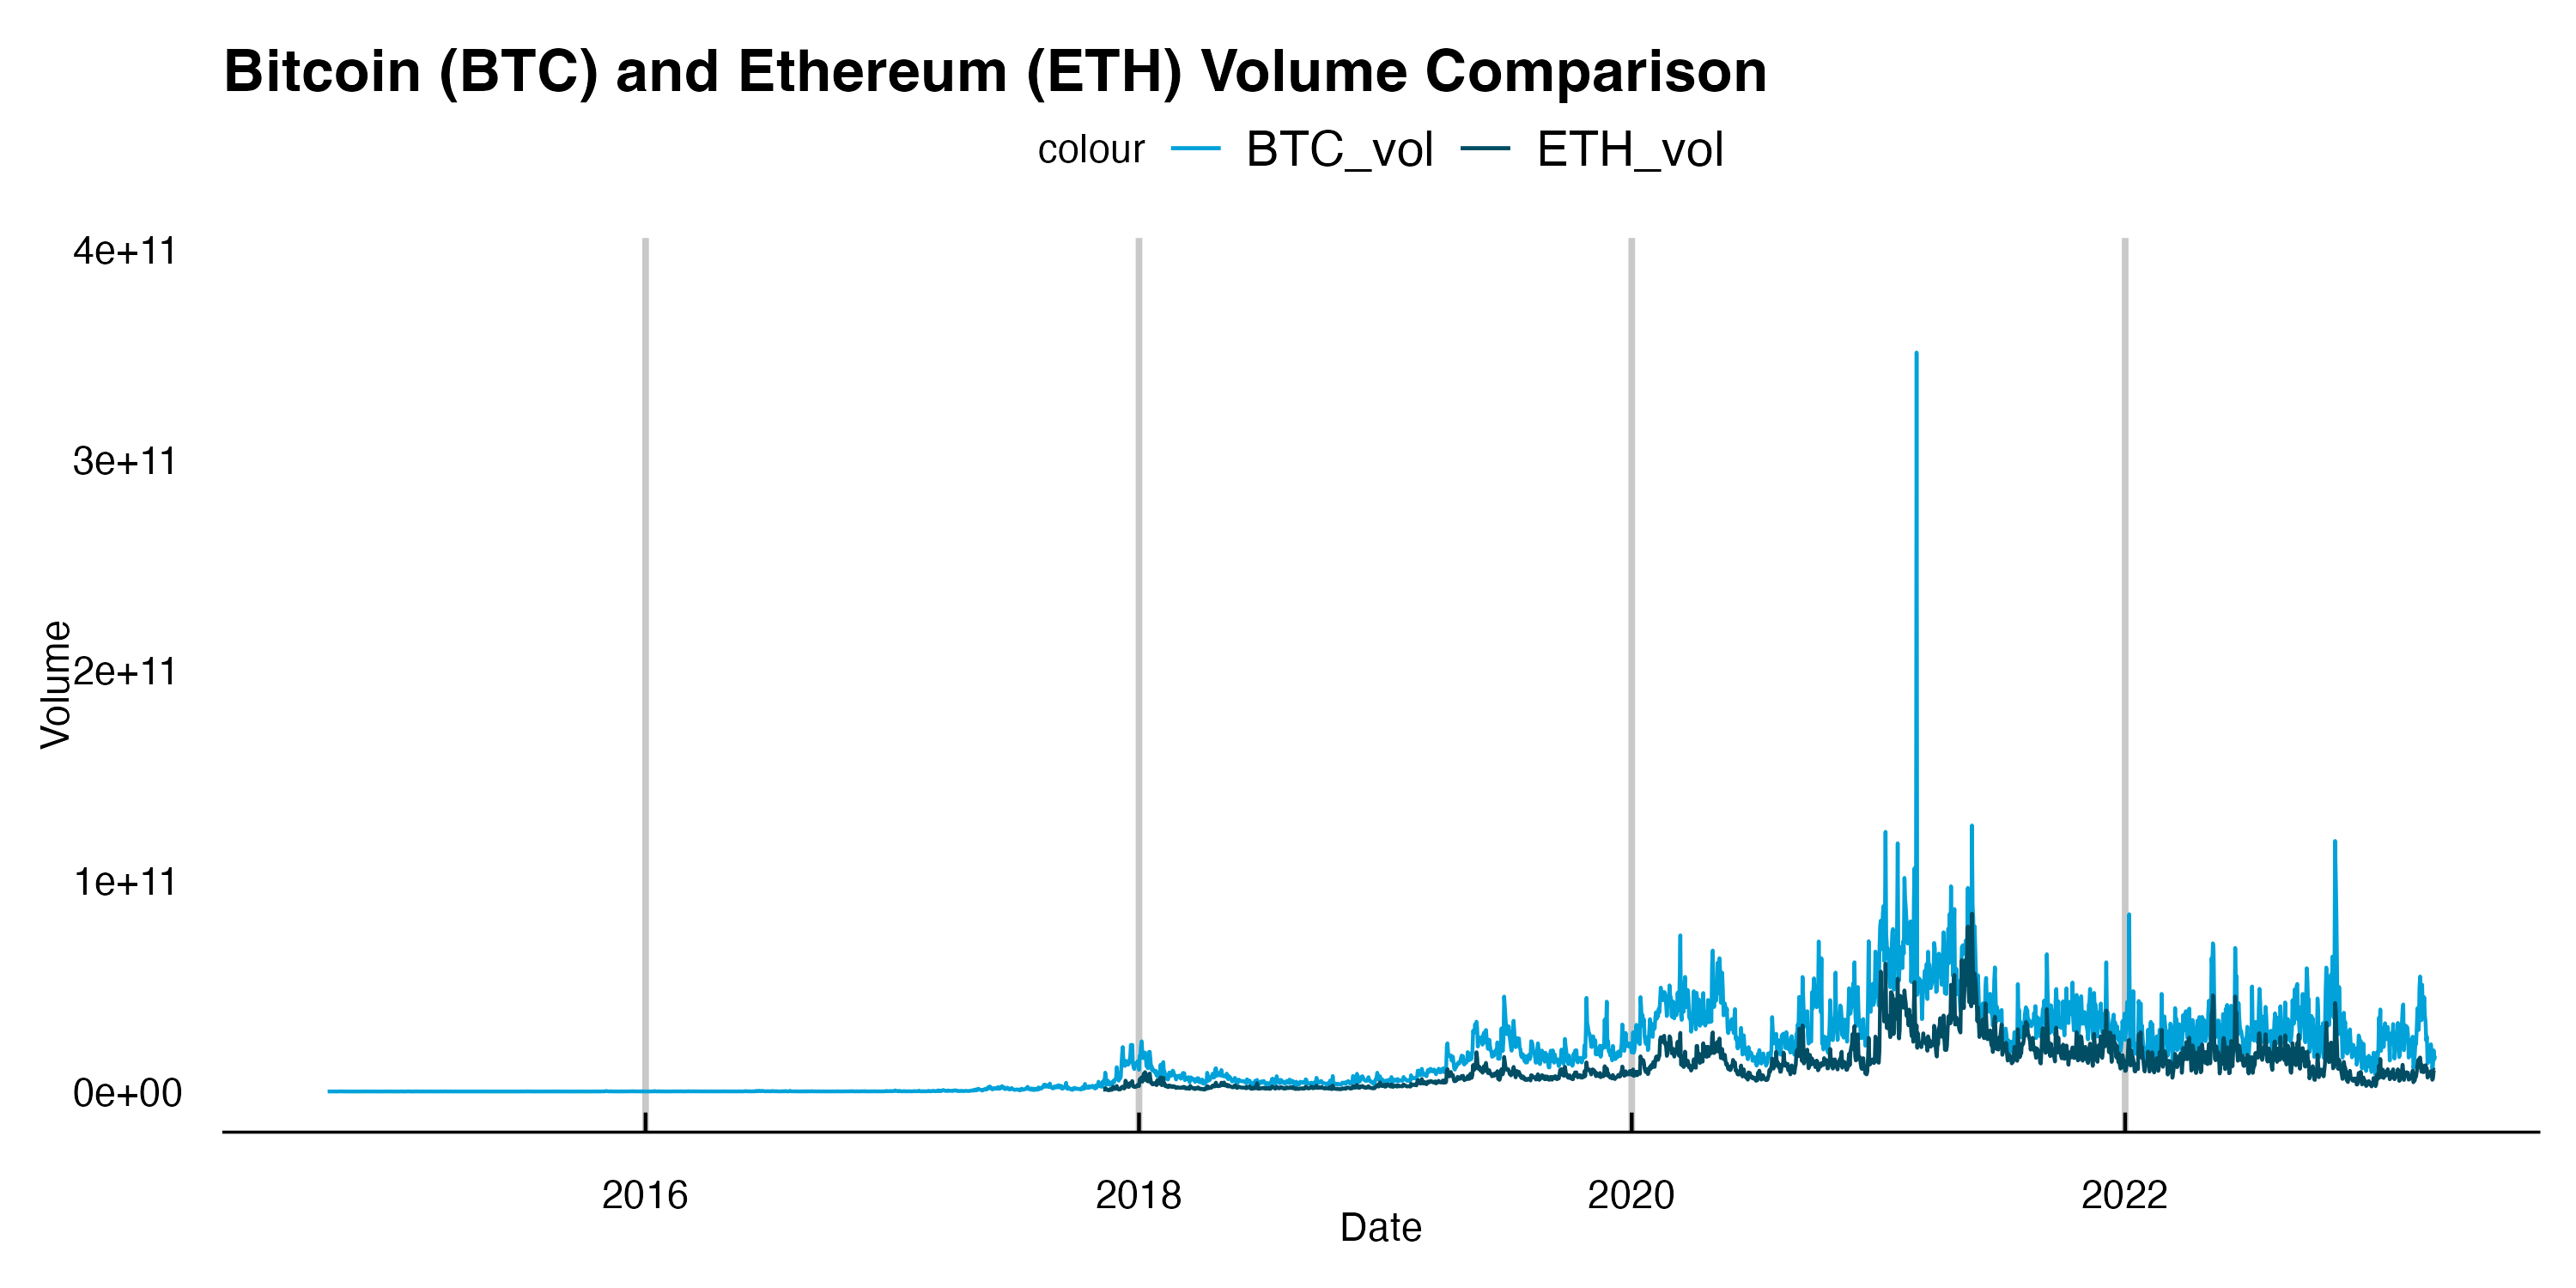 Bitcoin (BTC) and Ethereum (ETH) Volume Comparison
colour BTC_vol ETH_vol
4e+11
3e+11
2e+11
1e+11
0e+00
Volume
2016 2018 2020 2022
Date